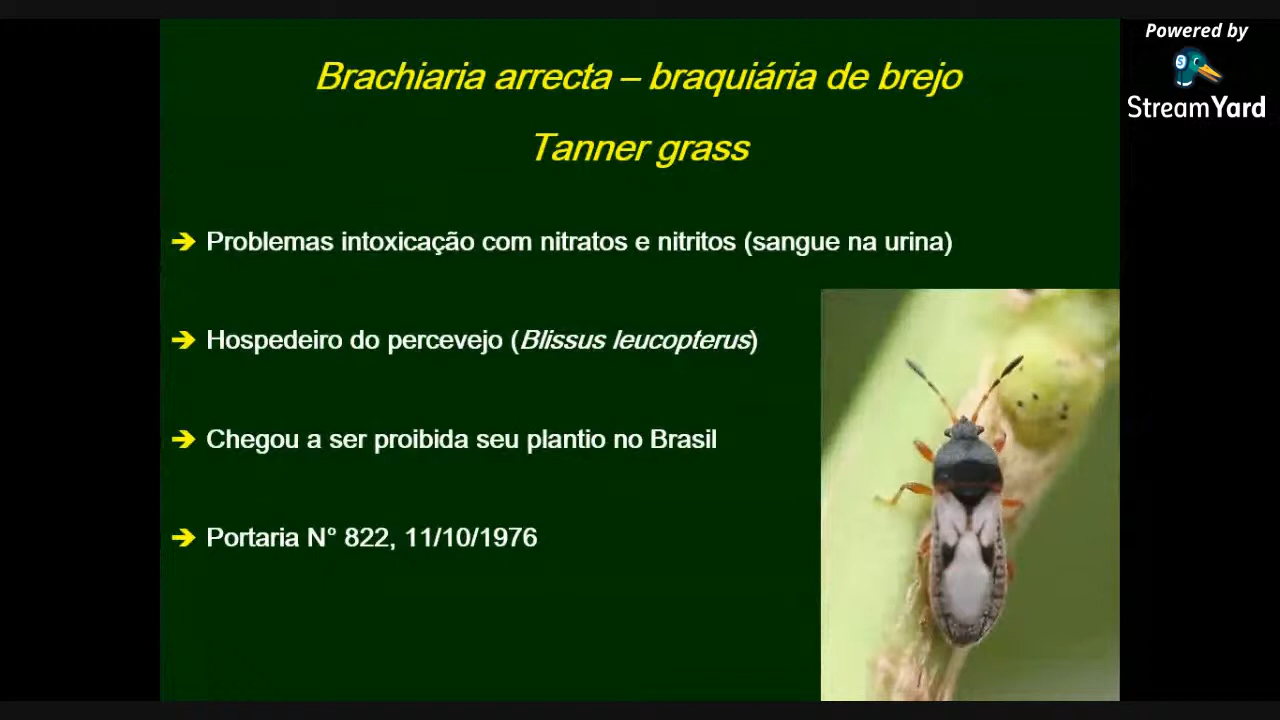 Powered by
StreamYard
Brachiaria arrecta – braquiária de brejo
Tanner grass
➔ Problemas intoxicação com nitratos e nitritos (sangue na urina)
➔ Hospedeiro do percevejo (Blissus leucopterus)
➔ Chegou a ser proibida seu plantio no Brasil
➔ Portaria N° 822, 11/10/1976